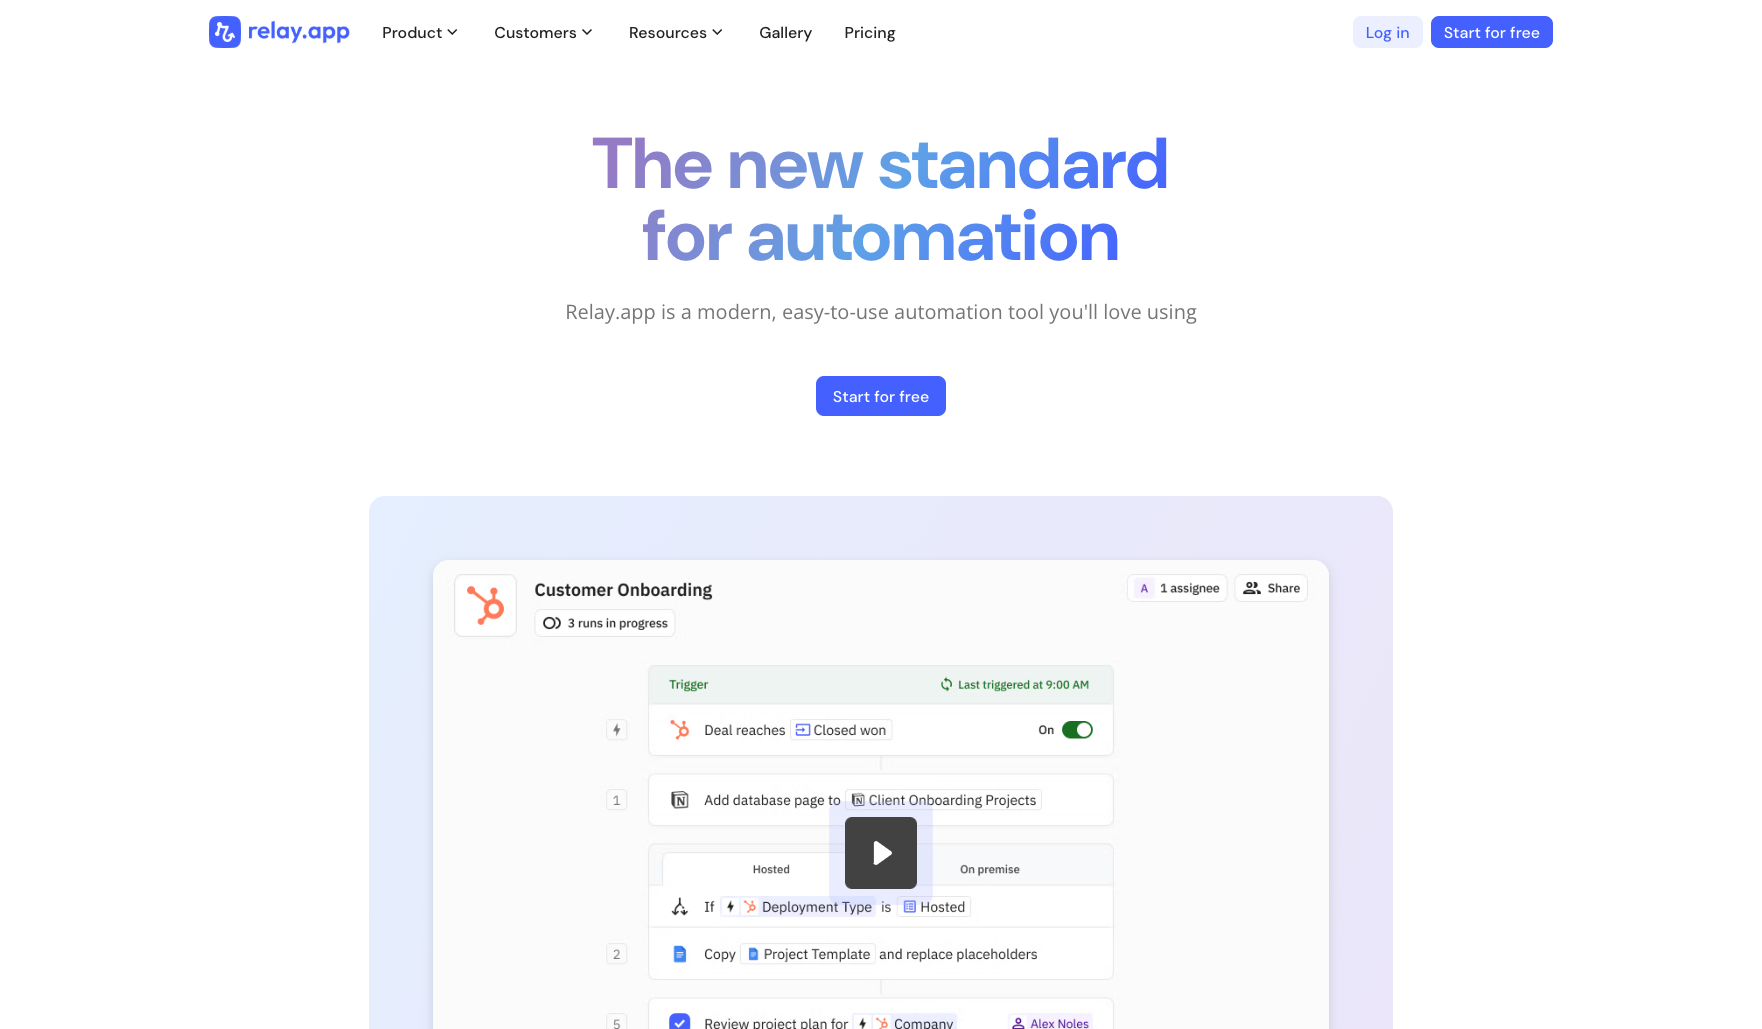 relay.app Product Customers Resources Gallery Pricing Log in Start for free
The new standard
for automation
Relay.app is a modern, easy-to-use automation tool you'll love using
Start for free
Customer Onboarding
A 1 assignee Share
3 runs in progress
Trigger Last triggered at 9:00 AM
Deal reaches Closed won On
1 Add database page to Client Onboarding Projects
Hosted On premise
If Deployment Type is Hosted
2 Copy Project Template and replace placeholders
5 Review project plan for Company Alex Noles